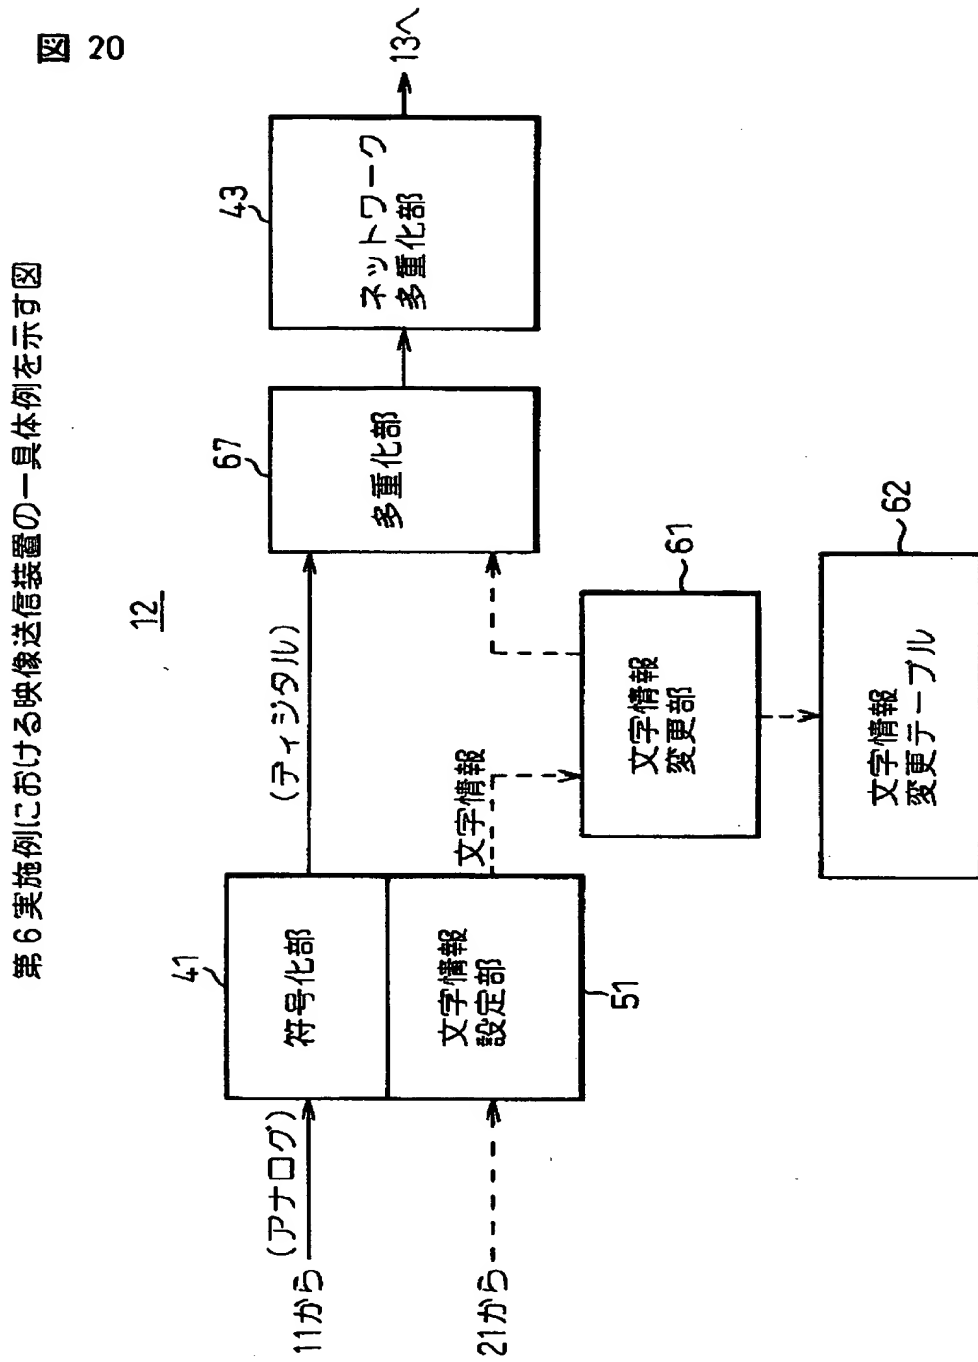 図 20
第6実施例における映像送信装置の一具体例を示す図
12
11から
(アナログ)
41
符号化部
(ディジタル)
67
多重化部
43
ネットワーク
多重化部
13へ
21から
文字情報
設定部
51
文字情報
61
文字情報
変更部
62
文字情報
変更テーブル